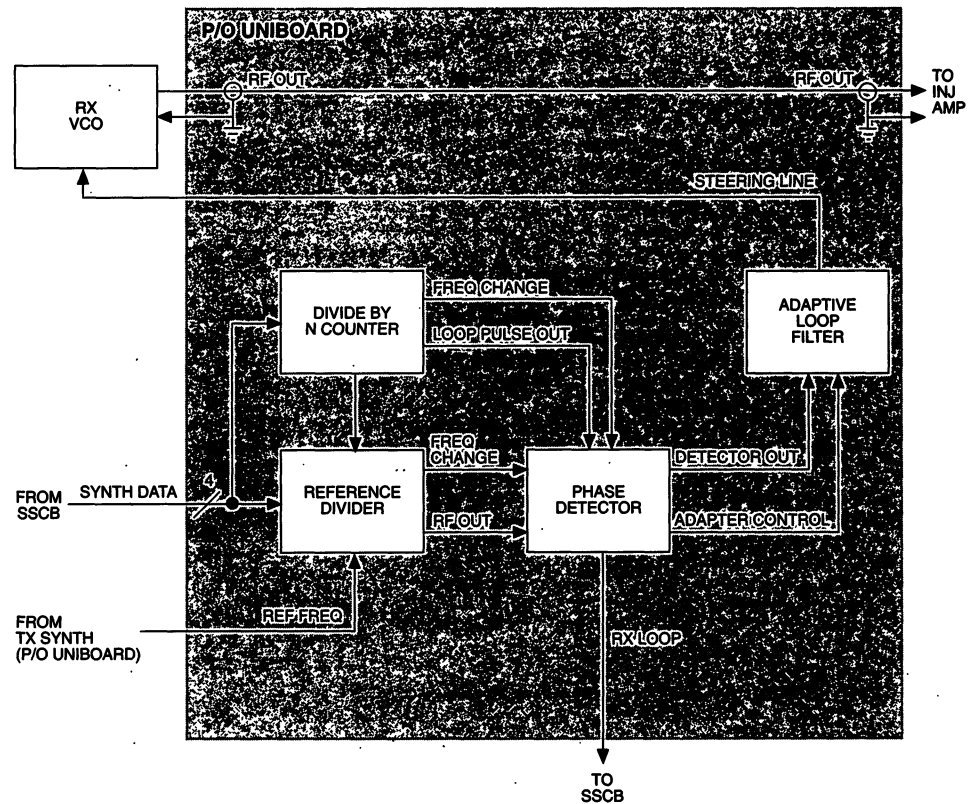 P/O UNIBOARD
RX
VCO
RF OUT
RF OUT
TO
INJ
AMP
STEERING LINE
DIVIDE BY
N COUNTER
FREQ CHANGE
LOOP PULSE OUT
ADAPTIVE
LOOP
FILTER
FROM
SSCB
SYNTH DATA
4
REFERENCE
DIVIDER
FREQ
CHANGE
RF OUT
PHASE
DETECTOR
DETECTOR OUT
ADAPTER CONTROL
FROM
TX SYNTH
(P/O UNIBOARD)
REF FREQ
RX LOOP
TO
SSCB